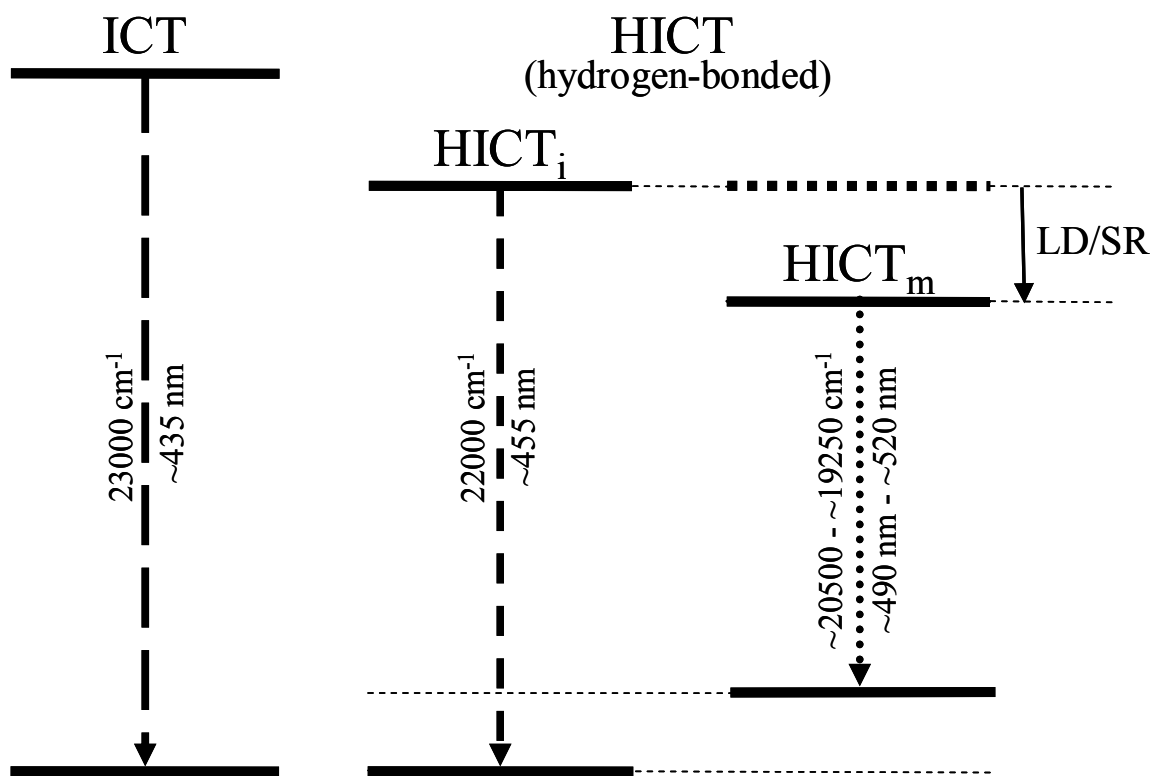 ICT
HICT
(hydrogen-bonded)
HICTi
LD/SR
HICTm
23000 cm-1
~435 nm
22000 cm-1
~455 nm
~20500 - ~19250 cm-1
~490 nm - ~520 nm